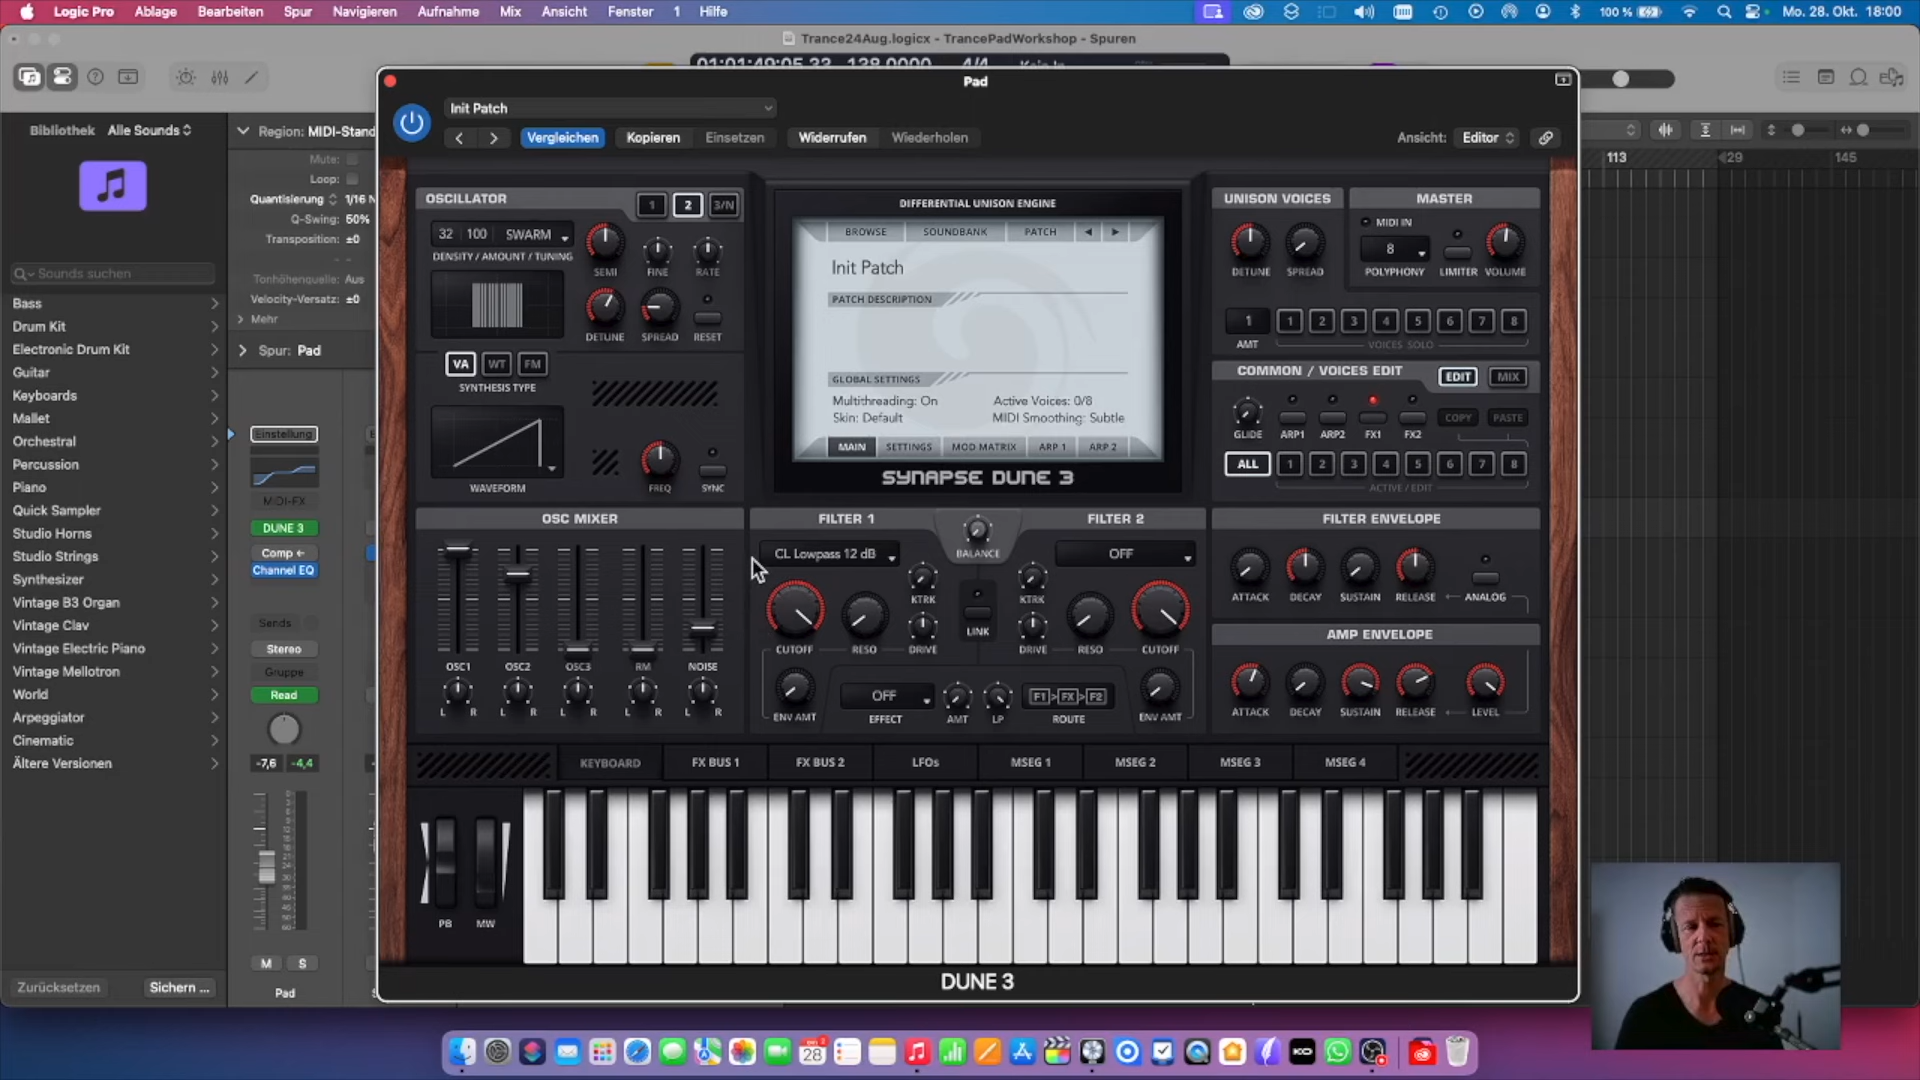 Logic Pro Ablage Bearbeiten Spur Navigieren Aufnahme Mix Ansicht Fenster 1 Hilfe 100 % Mo. 28. Okt. 18:00
Trance24Aug.logicx - TrancePadWorkshop - Spuren
Pad
Init Patch
Vergleichen Kopieren Einsetzen Widerrufen Wiederholen
Ansicht: Editor
Bibliothek Alle Sounds
Region: MIDI-Stand
Mute:
Loop:
Quantisierung 1/16 N
Q-Swing: 50%
Transposition: ±0
Tonhöhenquelle: Aus
Velocity-Versatz: ±0
Mehr
Spur: Pad
113 129 145
Sounds suchen
Bass
Drum Kit
Electronic Drum Kit
Guitar
Keyboards
Mallet
Orchestral
Percussion
Piano
Quick Sampler
Studio Horns
Studio Strings
Synthesizer
Vintage B3 Organ
Vintage Clav
Vintage Electric Piano
Vintage Mellotron
World
Arpeggiator
Cinematic
Ältere Versionen
Zurücksetzen Sichern ...
Einstellung
MIDI-FX
DUNE 3
Comp
Channel EQ
Sends
Stereo
Gruppe
Read
-7,6 -4,4
M S
Pad
OSCILLATOR 1 2 3/N
32 100 SWARM
DENSITY / AMOUNT / TUNING
SEMI FINE RATE
DETUNE SPREAD RESET
VA WT FM
SYNTHESIS TYPE
WAVEFORM FREQ SYNC
DIFFERENTIAL UNISON ENGINE
BROWSE SOUNDBANK PATCH
Init Patch
PATCH DESCRIPTION
GLOBAL SETTINGS
Multithreading: On Active Voices: 0/8
Skin: Default MIDI Smoothing: Subtle
MAIN SETTINGS MOD MATRIX ARP 1 ARP 2
SYNAPSE DUNE 3
UNISON VOICES MASTER
MIDI IN
8
DETUNE SPREAD POLYPHONY LIMITER VOLUME
1 1 2 3 4 5 6 7 8
AMT VOICES SOLO
COMMON / VOICES EDIT EDIT MIX
GLIDE ARP1 ARP2 FX1 FX2 COPY PASTE
ALL 1 2 3 4 5 6 7 8
ACTIVE / EDIT
OSC MIXER
OSC1 OSC2 OSC3 RM NOISE
L R L R L R L R L R
FILTER 1 FILTER 2
CL Lowpass 12 dB BALANCE OFF
KTRK KTRK
LINK
CUTOFF RESO DRIVE DRIVE RESO CUTOFF
OFF F1>FX>F2
ENV AMT EFFECT AMT LP ROUTE ENV AMT
FILTER ENVELOPE
ATTACK DECAY SUSTAIN RELEASE ANALOG
AMP ENVELOPE
ATTACK DECAY SUSTAIN RELEASE LEVEL
KEYBOARD FX BUS 1 FX BUS 2 LFOs MSEG 1 MSEG 2 MSEG 3 MSEG 4
PB MW
DUNE 3